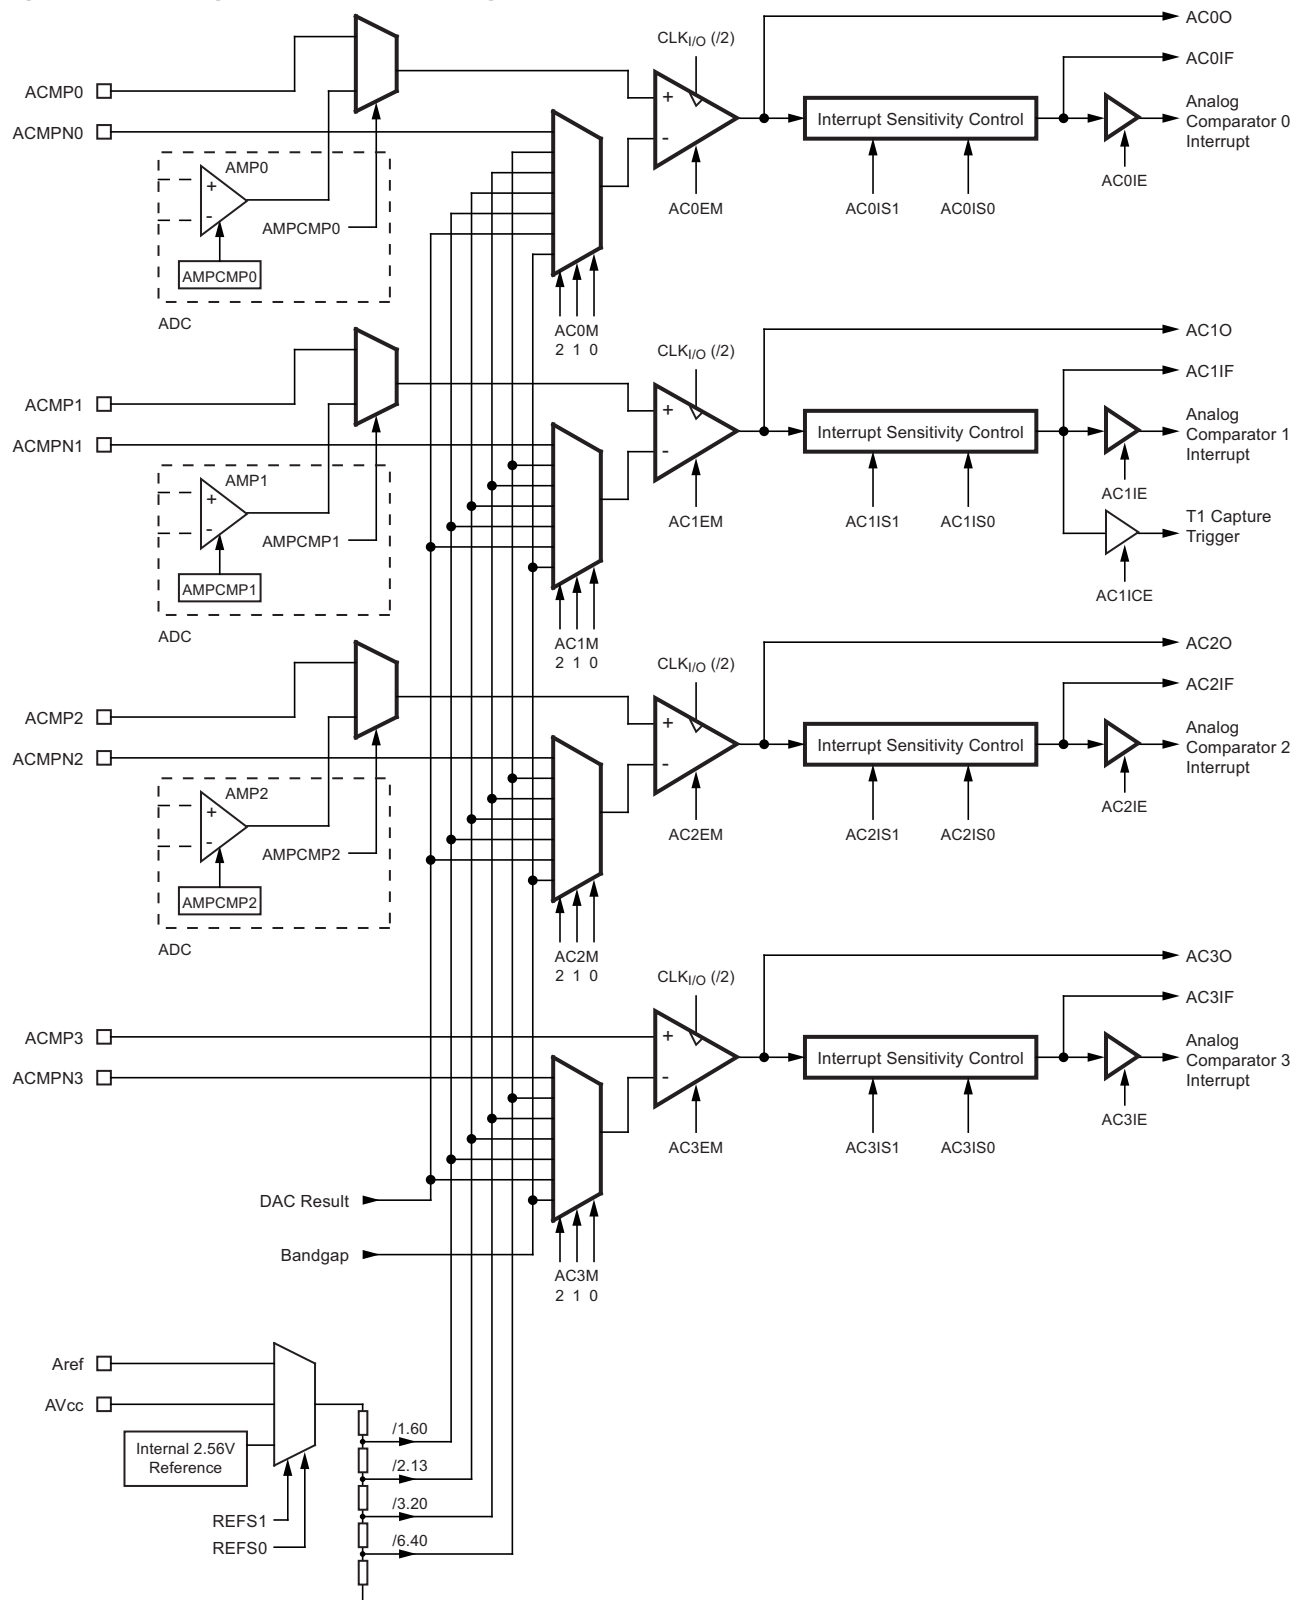 AC0O
CLKI/O (/2)
AC0IF
ACMP0
+
Interrupt Sensitivity Control
Analog
Comparator 0
Interrupt
ACMPN0
-
AMP0
+
-
AMPCMP0
AMPCMP0
ADC
AC0EM
AC0IS1
AC0IS0
AC0IE
AC0M
2 1 0
AC1O
CLKI/O (/2)
AC1IF
ACMP1
+
Interrupt Sensitivity Control
Analog
Comparator 1
Interrupt
ACMPN1
-
AMP1
+
-
AMPCMP1
AMPCMP1
ADC
AC1EM
AC1IS1
AC1IS0
AC1IE
T1 Capture
Trigger
AC1ICE
AC1M
2 1 0
AC2O
CLKI/O (/2)
AC2IF
ACMP2
+
Interrupt Sensitivity Control
Analog
Comparator 2
Interrupt
ACMPN2
-
AMP2
+
-
AMPCMP2
AMPCMP2
ADC
AC2EM
AC2IS1
AC2IS0
AC2IE
AC2M
2 1 0
AC3O
CLKI/O (/2)
AC3IF
ACMP3
+
Interrupt Sensitivity Control
Analog
Comparator 3
Interrupt
ACMPN3
-
AC3EM
AC3IS1
AC3IS0
AC3IE
DAC Result
Bandgap
AC3M
2 1 0
Aref
AVcc
Internal 2.56V
Reference
/1.60
/2.13
/3.20
/6.40
REFS1
REFS0